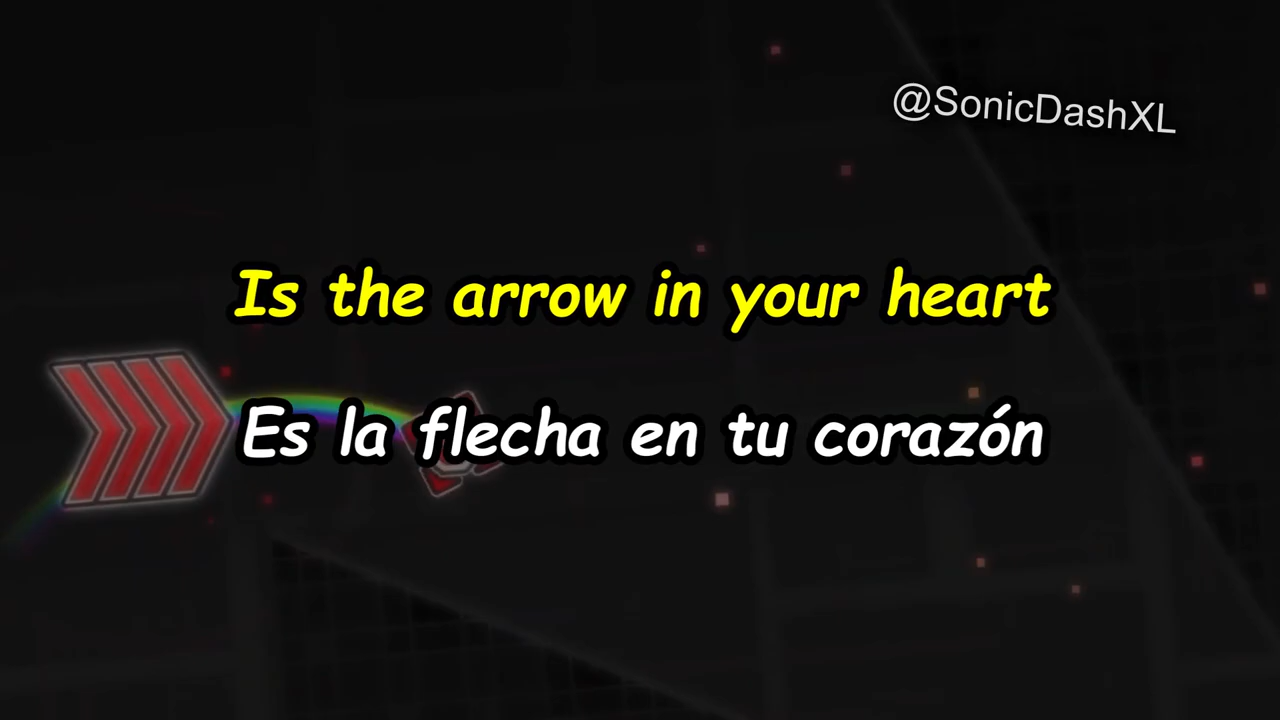 @SonicDashXL
Is the arrow in your heart
Es la flecha en tu corazón